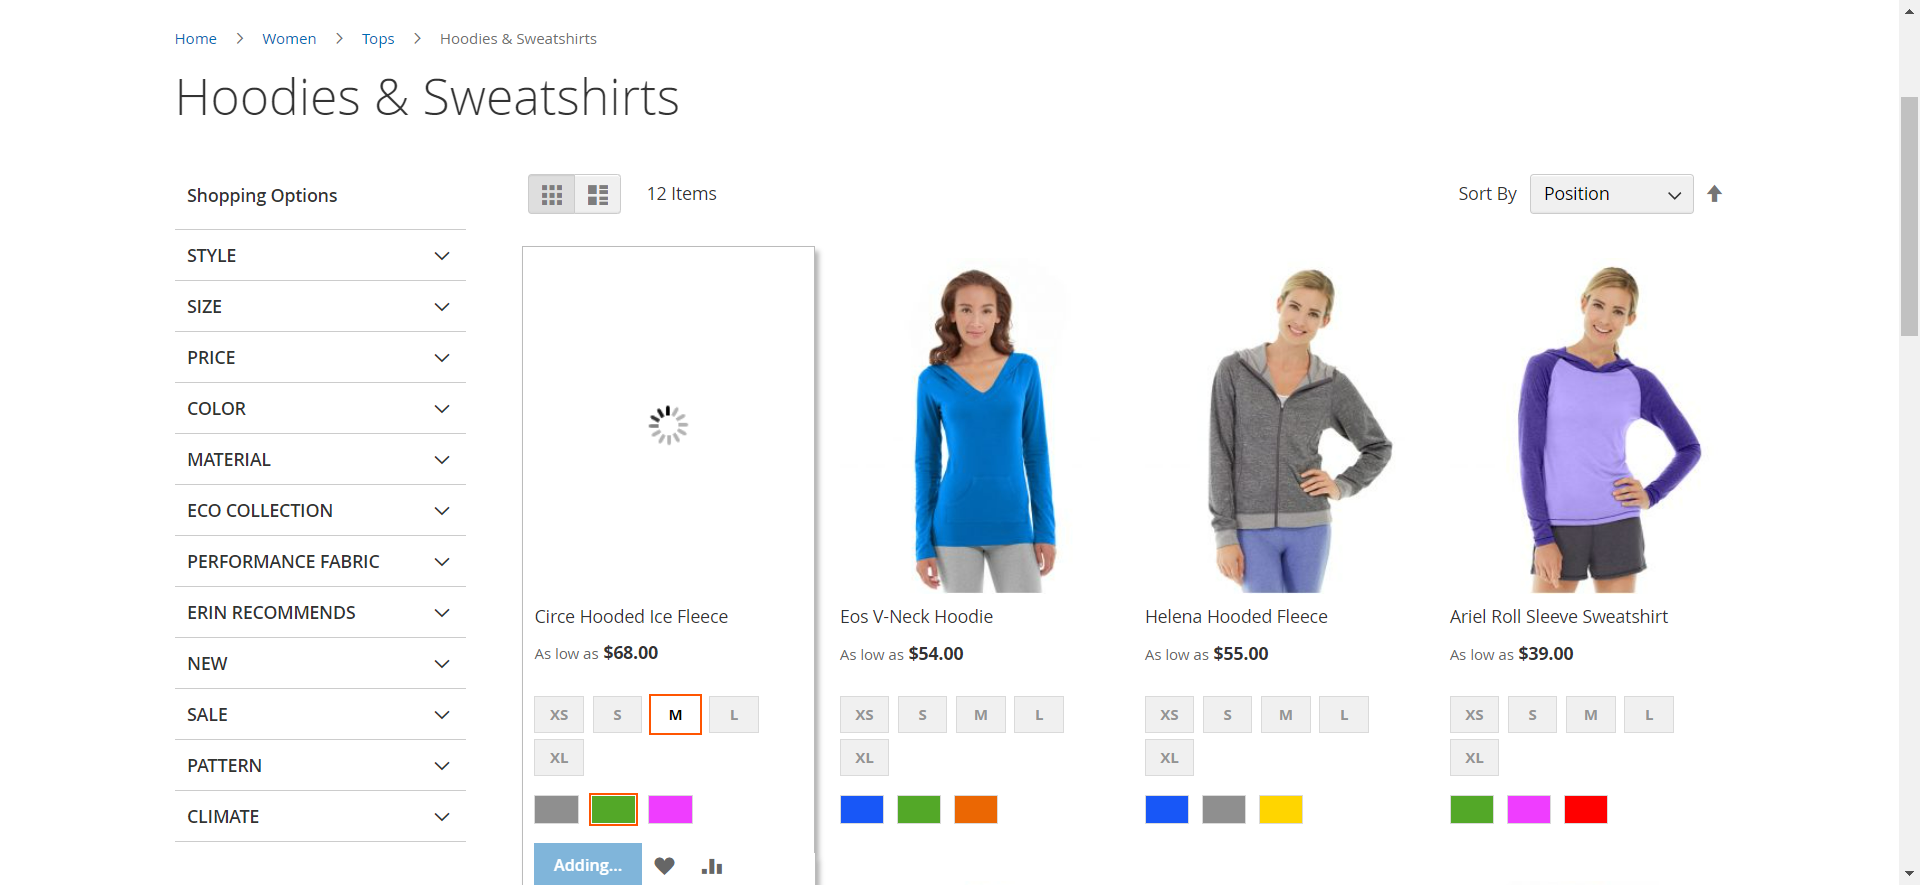 Home > Women > Tops > Hoodies & Sweatshirts
Hoodies & Sweatshirts
Shopping Options
STYLE
SIZE
PRICE
COLOR
MATERIAL
ECO COLLECTION
PERFORMANCE FABRIC
ERIN RECOMMENDS
NEW
SALE
PATTERN
CLIMATE
12 Items
Sort By Position
Circe Hooded Ice Fleece
As low as $68.00
XS S M L
XL
Adding...
Eos V-Neck Hoodie
As low as $54.00
XS S M L
XL
Helena Hooded Fleece
As low as $55.00
XS S M L
XL
Ariel Roll Sleeve Sweatshirt
As low as $39.00
XS S M L
XL